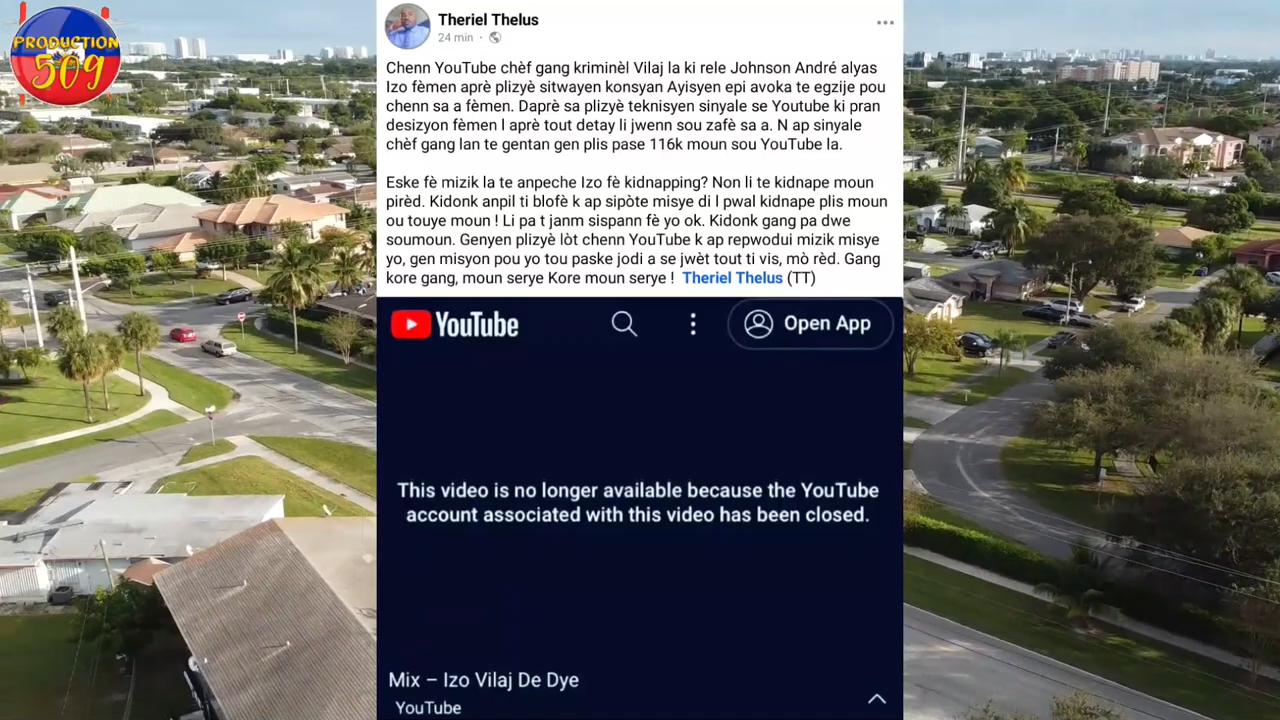 PRODUCTION
509
Theriel Thelus
24 min ·
Chenn YouTube chèf gang kriminèl Vilaj la ki rele Johnson André alyas
Izo fèmen aprè plizyè sitwayen konsyan Ayisyen epi avoka te egzije pou
chenn sa a fèmen. Daprè sa plizyè teknisyen sinyale se Youtube ki pran
desizyon fèmen l aprè tout detay li jwenn sou zafè sa a. N ap sinyale
chèf gang lan te gentan gen plis pase 116k moun sou YouTube la.
Eske fè mizik la te anpeche Izo fè kidnapping? Non li te kidnape moun
pirèd. Kidonk anpil ti blofè k ap sipòte misye di l pwal kidnape plis moun
ou touye moun ! Li pa t janm sispann fè yo ok. Kidonk gang pa dwe
soumoun. Genyen plizyè lòt chenn YouTube k ap repwodui mizik misye
yo, gen misyon pou yo tou paske jodi a se jwèt tout ti vis, mò rèd. Gang
kore gang, moun serye Kore moun serye ! Theriel Thelus (TT)
YouTube
Open App
This video is no longer available because the YouTube
account associated with this video has been closed.
Mix – Izo Vilaj De Dye
YouTube